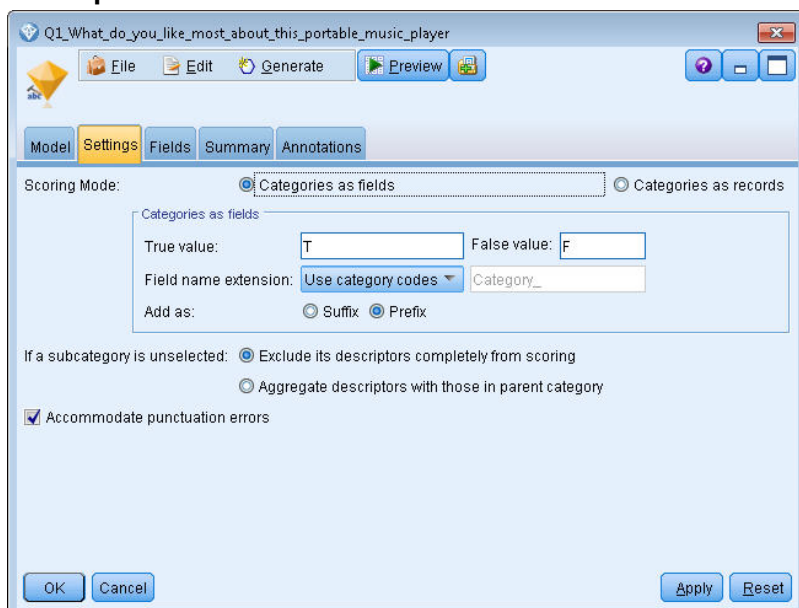 Q1_What_do_you_like_most_about_this_portable_music_player
File Edit Generate Preview
abc
Model Settings Fields Summary Annotations
Scoring Mode: Categories as fields Categories as records
Categories as fields
True value: T False value: F
Field name extension: Use category codes Category_
Add as: Suffix Prefix
If a subcategory is unselected: Exclude its descriptors completely from scoring
Aggregate descriptors with those in parent category
Accommodate punctuation errors
OK Cancel Apply Reset